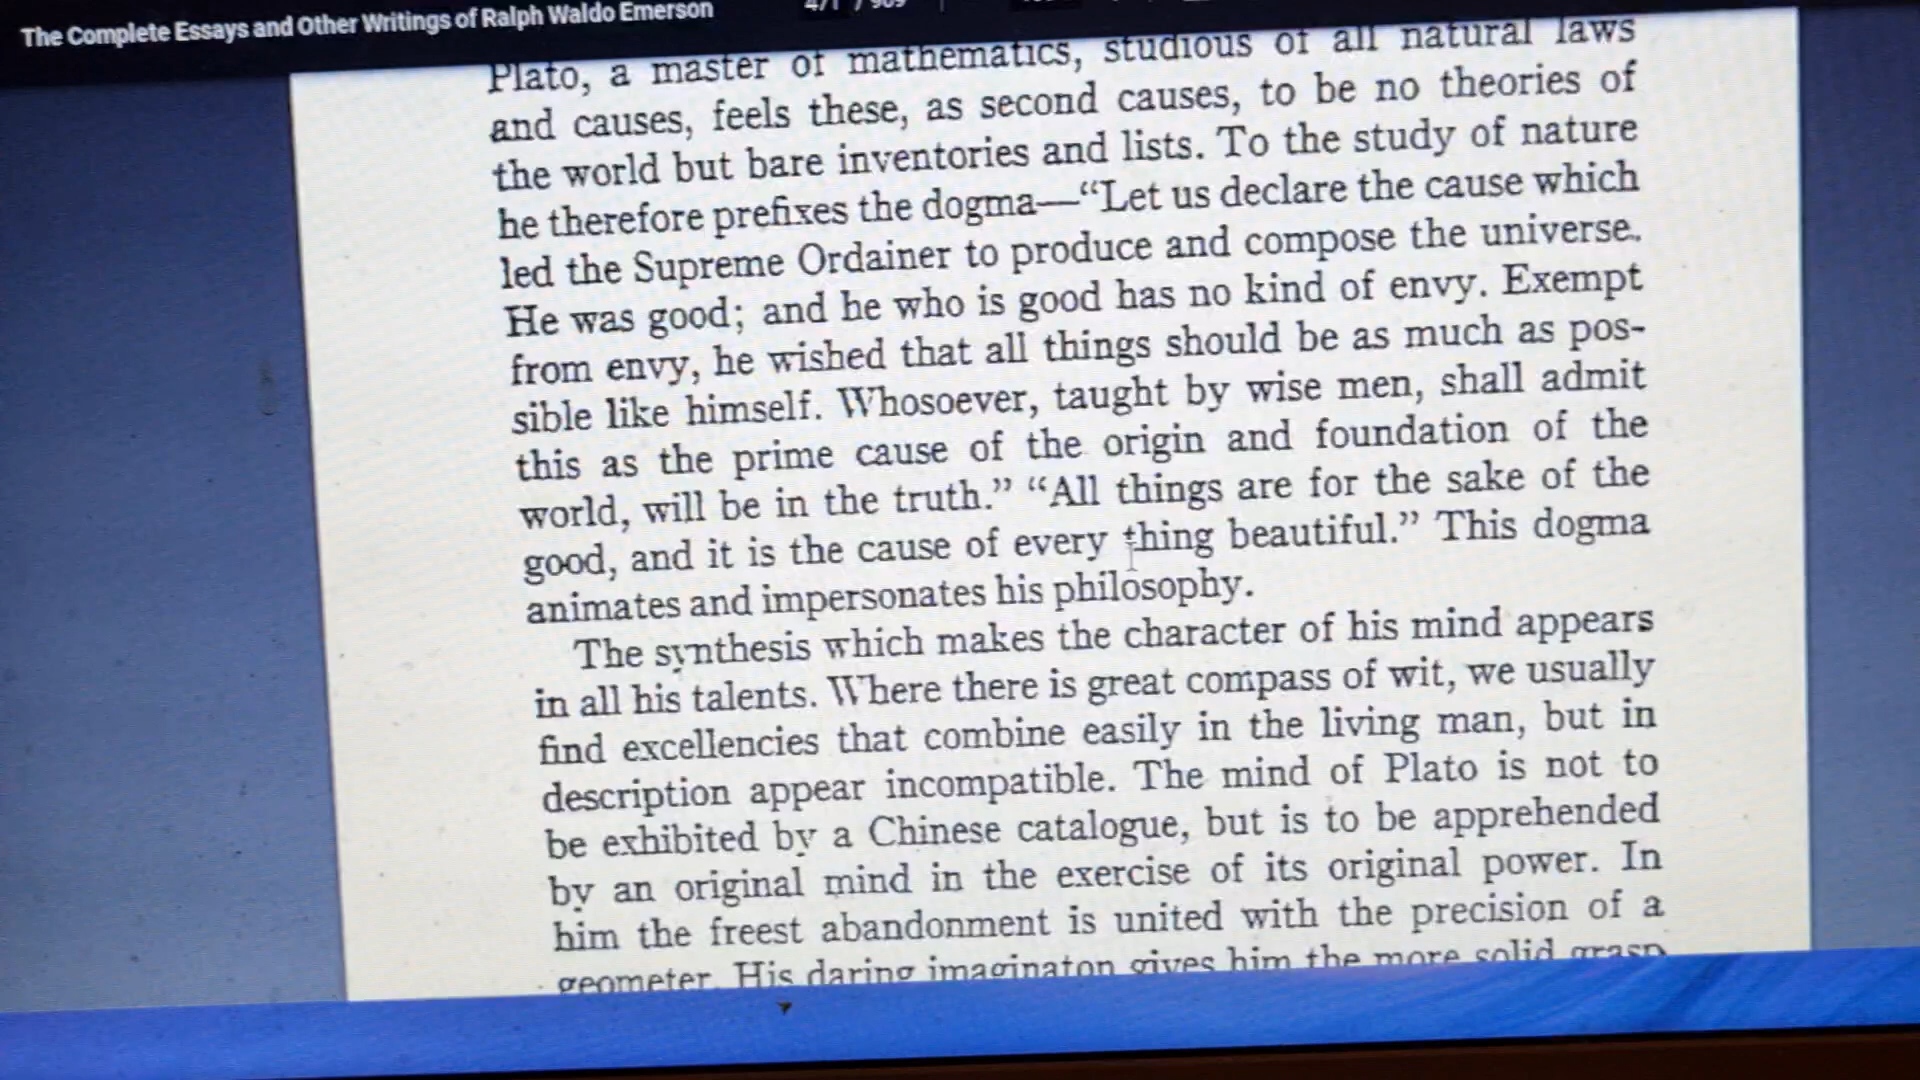 The Complete Essays and Other Writings of Ralph Waldo Emerson
Plato, a master of mathematics, studious of all natural laws
and causes, feels these, as second causes, to be no theories of
the world but bare inventories and lists. To the study of nature
he therefore prefixes the dogma—“Let us declare the cause which
led the Supreme Ordainer to produce and compose the universe.
He was good; and he who is good has no kind of envy. Exempt
from envy, he wished that all things should be as much as pos-
sible like himself. Whosoever, taught by wise men, shall admit
this as the prime cause of the origin and foundation of the
world, will be in the truth.” “All things are for the sake of the
good, and it is the cause of every thing beautiful.” This dogma
animates and impersonates his philosophy.
The synthesis which makes the character of his mind appears
in all his talents. Where there is great compass of wit, we usually
find excellencies that combine easily in the living man, but in
description appear incompatible. The mind of Plato is not to
be exhibited by a Chinese catalogue, but is to be apprehended
by an original mind in the exercise of its original power. In
him the freest abandonment is united with the precision of a
geometer. His daring imaginaton gives him the more solid grasp